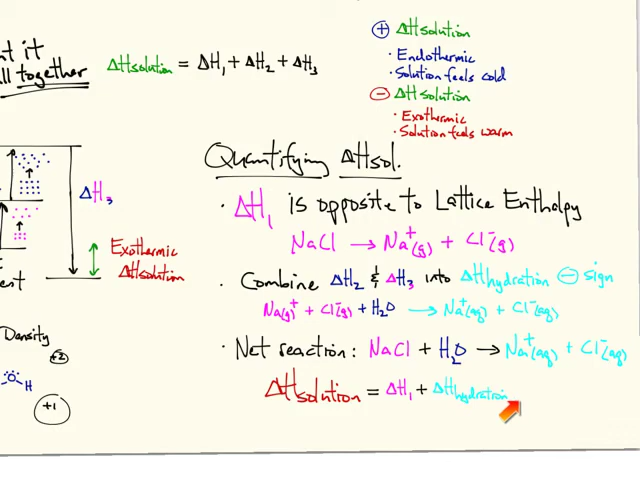 it
all together
ΔHsolution = ΔH₁ + ΔH₂ + ΔH₃
⊕ ΔHsolution
· Endothermic
· Solution feels cold
⊖ ΔHsolution
· Exothermic
· Solution feels warm
ΔH₃
Exothermic
ΔHsolution
Density
+2
H
+1
Quantifying ΔHsol.
· ΔH₁ is opposite to Lattice Enthalpy
NaCl → Na⁺(g) + Cl⁻(g)
· Combine ΔH₂ & ΔH₃ into ΔHhydration ⊖ sign
Na(g)⁺ + Cl⁻(g) + H₂O → Na⁺(aq) + Cl⁻(aq)
· Net reaction: NaCl + H₂O → Na⁺(aq) + Cl⁻(aq)
ΔHsolution = ΔH₁ + ΔHhydration